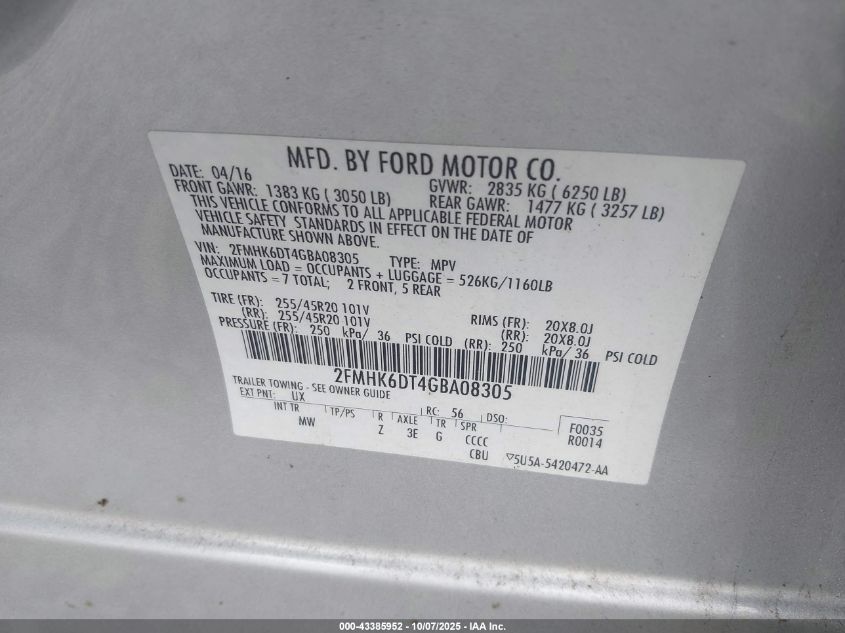 MFD. BY FORD MOTOR CO.
DATE: 04/16 GVWR: 2835 KG ( 6250 LB)
FRONT GAWR: 1383 KG ( 3050 LB) REAR GAWR: 1477 KG ( 3257 LB)
THIS VEHICLE CONFORMS TO ALL APPLICABLE FEDERAL MOTOR
VEHICLE SAFETY STANDARDS IN EFFECT ON THE DATE OF
MANUFACTURE SHOWN ABOVE.
VIN: 2FMHK6DT4GBA08305 TYPE: MPV
MAXIMUM LOAD = OCCUPANTS + LUGGAGE = 526KG/1160LB
OCCUPANTS = 7 TOTAL; 2 FRONT, 5 REAR
TIRE (FR): 255/45R20 101V RIMS (FR): 20X8.0J
(RR): 255/45R20 101V (RR): 20X8.0J
PRESSURE (FR): 250 kPa/ 36 PSI COLD (RR): 250 kPa/ 36 PSI COLD
2FMHK6DT4GBA08305
TRAILER TOWING - SEE OWNER GUIDE
EXT PNT: UX RC: 56 DSO: F0035
INT TR TP/PS R AXLE TR SPR R0014
MW Z 3E G CCCC
CBU ▽5U5A-5420472-AA
000-43385952 - 10/07/2025 - IAA Inc.